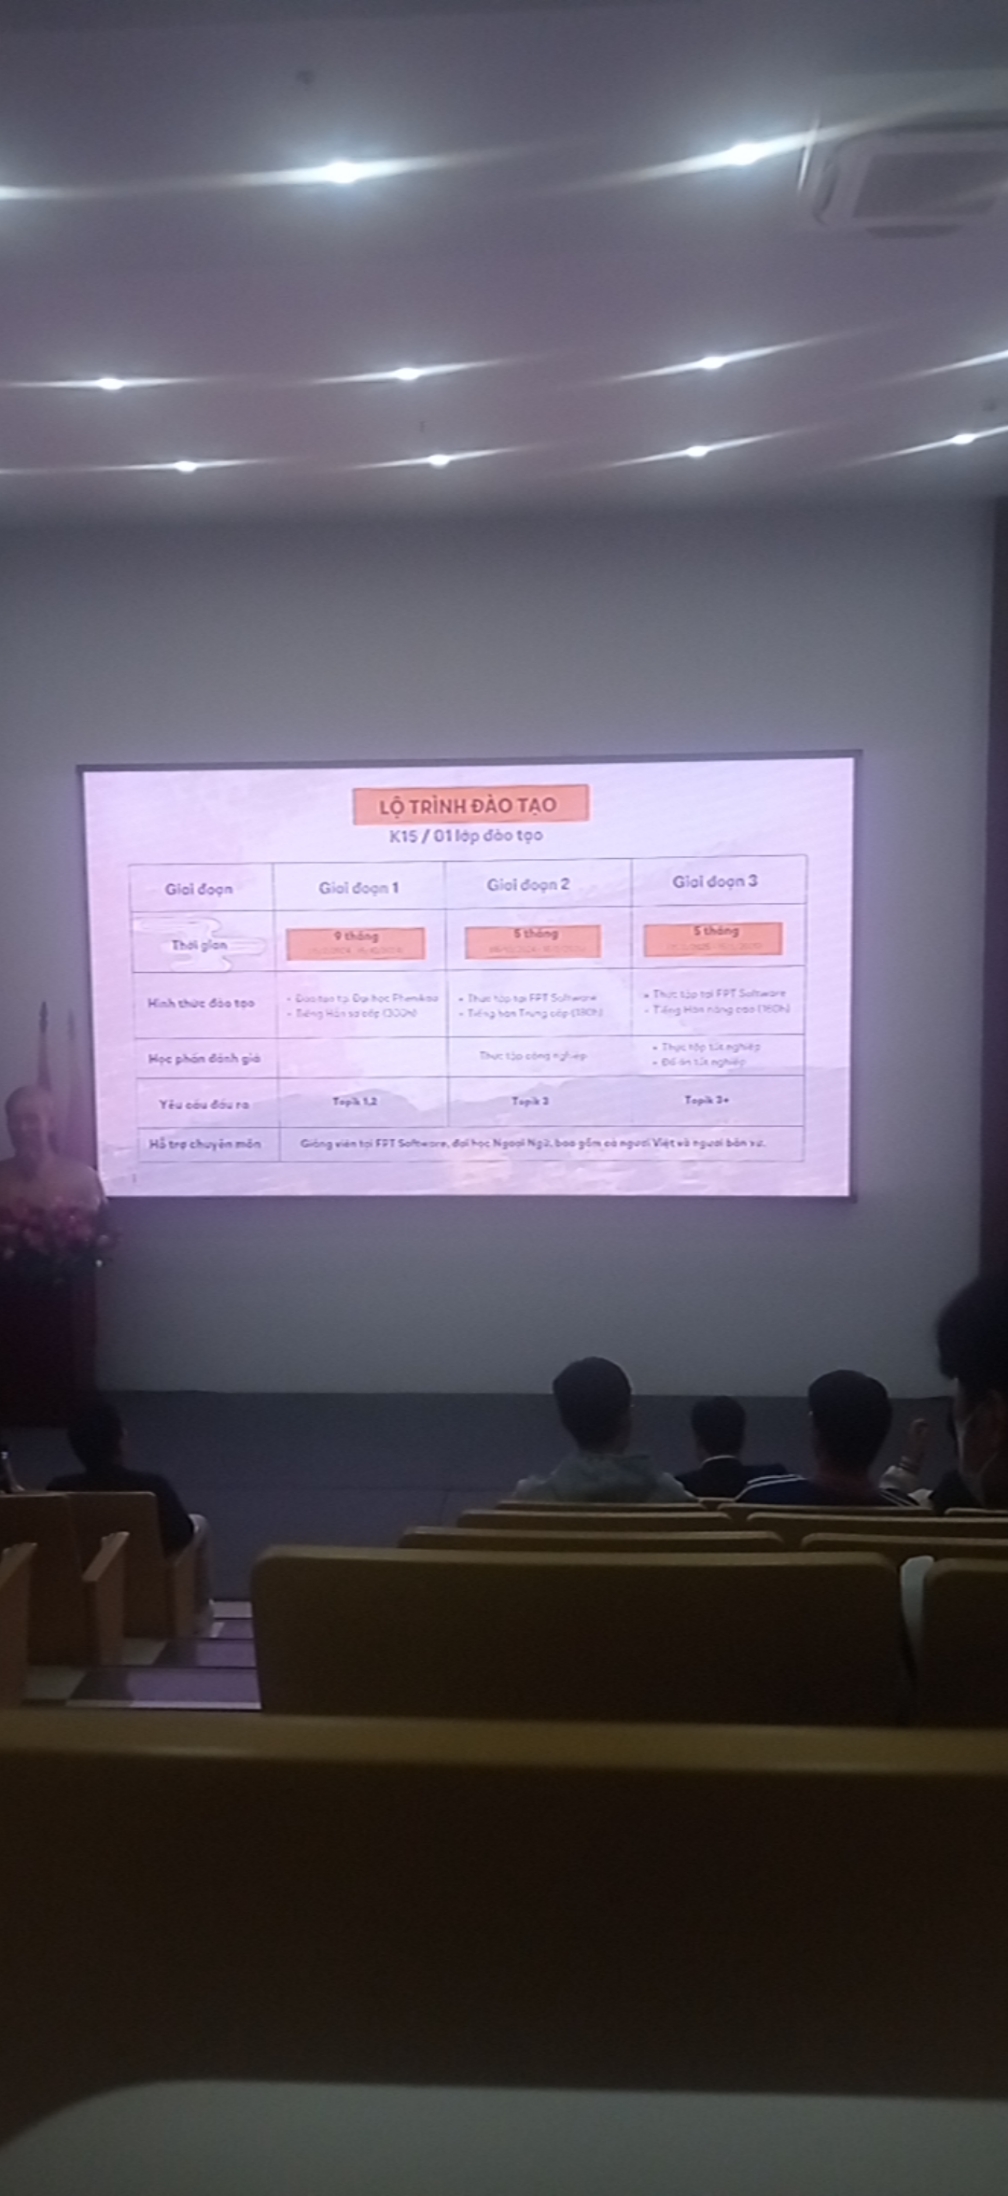 LỘ TRÌNH ĐÀO TẠO
K15 / 01 lớp đào tạo
Giai đoạn Giai đoạn 1 Giai đoạn 2 Giai đoạn 3
Thời gian 9 tháng 5 tháng 5 tháng
Hình thức đào tạo
• Đào tạo tại Đại học Phenikaa • Thực tập tại FPT Software • Thực tập tại FPT Software
• Tiếng Hàn sơ cấp (300h) • Tiếng hàn Trung cấp (180h) • Tiếng Hàn nâng cao (160h)
Học phần đánh giá Thực tập công nghiệp
• Thực tập tốt nghiệp
• Đồ án tốt nghiệp
Yêu cầu đầu ra Topik 1,2 Topik 3 Topik 3+
Hỗ trợ chuyên môn Giảng viên tại FPT Software, đại học Ngoại Ngữ, bao gồm cả người Việt và người bản xứ.